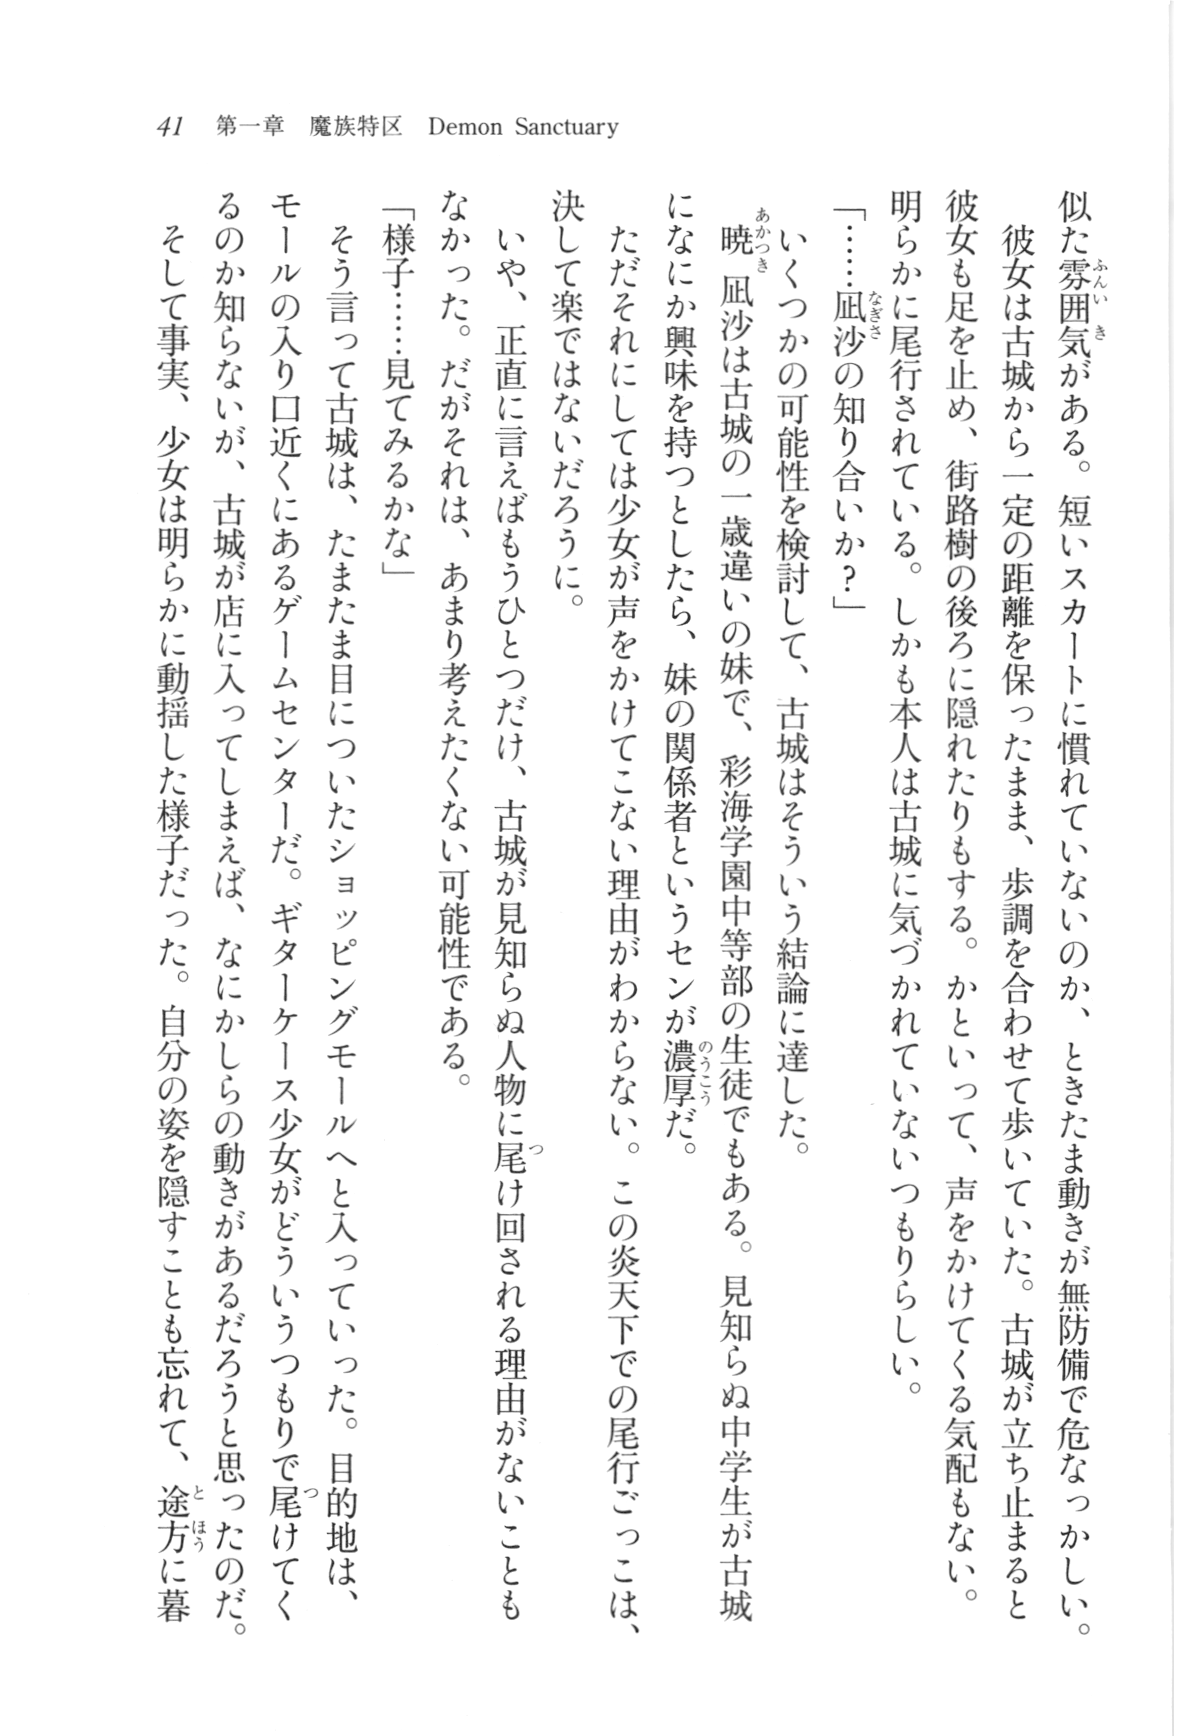 41 第一章 魔族特区 Demon Sanctuary
似た雰囲気がある。短いスカートに慣れていないのか、ときたま動きが無防備で危なっかしい。
彼女は古城から一定の距離を保ったまま、歩調を合わせて歩いていた。古城が立ち止まると
彼女も足を止め、街路樹の後ろに隠れたりもする。かといって、声をかけてくる気配もない。
明らかに尾行されている。しかも本人は古城に気づかれていないつもりらしい。
「……凪沙の知り合いか?」
いくつかの可能性を検討して、古城はそういう結論に達した。
暁凪沙は古城の一歳違いの妹で、彩海学園中等部の生徒でもある。見知らぬ中学生が古城
になにか興味を持つとしたら、妹の関係者というセンが濃厚だ。
ただそれにしては少女が声をかけてこない理由がわからない。この炎天下での尾行ごっこは、
決して楽ではないだろうに。
いや、正直に言えばもうひとつだけ、古城が見知らぬ人物に尾け回される理由がないことも
なかった。だがそれは、あまり考えたくない可能性である。
「様子……見てみるかな」
そう言って古城は、たまたま目についたショッピングモールへと入っていった。目的地は、
モールの入り口近くにあるゲームセンターだ。ギターケース少女がどういうつもりで尾けてく
るのか知らないが、古城が店に入ってしまえば、なにかしらの動きがあるだろうと思ったのだ。
そして事実、少女は明らかに動揺した様子だった。自分の姿を隠すことも忘れて、途方に暮